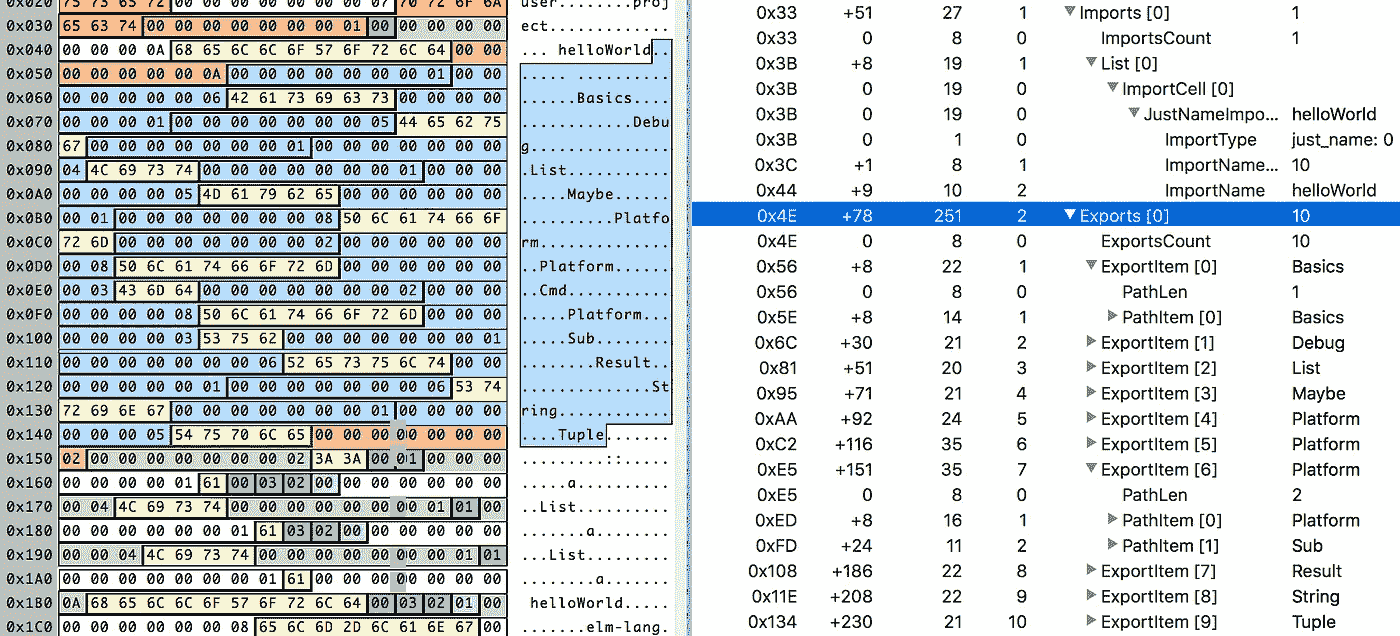 0x020 75 73 65 72 00 00 00 00 00 00 00 07 70 72 6F 6A user........proj
0x030 65 63 74 00 00 00 00 00 00 00 01 00 00 00 00 00 ect.............
0x040 00 00 00 0A 68 65 6C 6C 6F 57 6F 72 6C 64 00 00 ... helloWorld..
0x050 00 00 00 00 00 0A 00 00 00 00 00 00 00 01 00 00 ..... ..........
0x060 00 00 00 00 00 06 42 61 73 69 63 73 00 00 00 00 ......Basics....
0x070 00 00 00 01 00 00 00 00 00 00 00 05 44 65 62 75 ............Debu
0x080 67 00 00 00 00 00 00 00 01 00 00 00 00 00 00 00 g...............
0x090 04 4C 69 73 74 00 00 00 00 00 00 00 01 00 00 00 .List...........
0x0A0 00 00 00 00 05 4D 61 79 62 65 00 00 00 00 00 00 .....Maybe......
0x0B0 00 01 00 00 00 00 00 00 00 08 50 6C 61 74 66 6F ..........Platfo
0x0C0 72 6D 00 00 00 00 00 00 00 02 00 00 00 00 00 00 rm..............
0x0D0 00 08 50 6C 61 74 66 6F 72 6D 00 00 00 00 00 00 ..Platform......
0x0E0 00 03 43 6D 64 00 00 00 00 00 00 00 02 00 00 00 ..Cmd...........
0x0F0 00 00 00 00 08 50 6C 61 74 66 6F 72 6D 00 00 00 .....Platform...
0x100 00 00 00 00 03 53 75 62 00 00 00 00 00 00 00 01 .....Sub........
0x110 00 00 00 00 00 00 00 06 52 65 73 75 6C 74 00 00 ........Result..
0x120 00 00 00 00 00 01 00 00 00 00 00 00 00 06 53 74 ..............St
0x130 72 69 6E 67 00 00 00 00 00 00 00 01 00 00 00 00 ring............
0x140 00 00 00 05 54 75 70 6C 65 00 00 00 00 00 00 00 ....Tuple.......
0x150 02 00 00 00 00 00 00 00 02 3A 3A 00 01 00 00 00 .........::.....
0x160 00 00 00 00 01 61 00 03 02 00 00 00 00 00 00 00 .....a..........
0x170 00 04 4C 69 73 74 00 00 00 00 00 00 00 01 01 00 ..List..........
0x180 00 00 00 00 00 00 01 61 03 02 00 00 00 00 00 00 .......a........
0x190 00 00 04 4C 69 73 74 00 00 00 00 00 00 00 01 01 ...List.........
0x1A0 00 00 00 00 00 00 00 01 61 00 00 00 00 00 00 00 ........a.......
0x1B0 0A 68 65 6C 6C 6F 57 6F 72 6C 64 00 03 02 01 00 helloWorld.....
0x1C0 00 00 00 00 00 00 08 65 6C 6D 2D 6C 61 6E 67 00 .......elm-lang.
0x33 +51 27 1 Imports [0] 1
0x33 0 8 0 ImportsCount 1
0x3B +8 19 1 List [0]
0x3B 0 19 0 ImportCell [0]
0x3B 0 19 0 JustNameImpo... helloWorld
0x3B 0 1 0 ImportType just_name: 0
0x3C +1 8 1 ImportName... 10
0x44 +9 10 2 ImportName helloWorld
0x4E +78 251 2 Exports [0] 10
0x4E 0 8 0 ExportsCount 10
0x56 +8 22 1 ExportItem [0] Basics
0x56 0 8 0 PathLen 1
0x5E +8 14 1 PathItem [0] Basics
0x6C +30 21 2 ExportItem [1] Debug
0x81 +51 20 3 ExportItem [2] List
0x95 +71 21 4 ExportItem [3] Maybe
0xAA +92 24 5 ExportItem [4] Platform
0xC2 +116 35 6 ExportItem [5] Platform
0xE5 +151 35 7 ExportItem [6] Platform
0xE5 0 8 0 PathLen 2
0xED +8 16 1 PathItem [0] Platform
0xFD +24 11 2 PathItem [1] Sub
0x108 +186 22 8 ExportItem [7] Result
0x11E +208 22 9 ExportItem [8] String
0x134 +230 21 10 ExportItem [9] Tuple